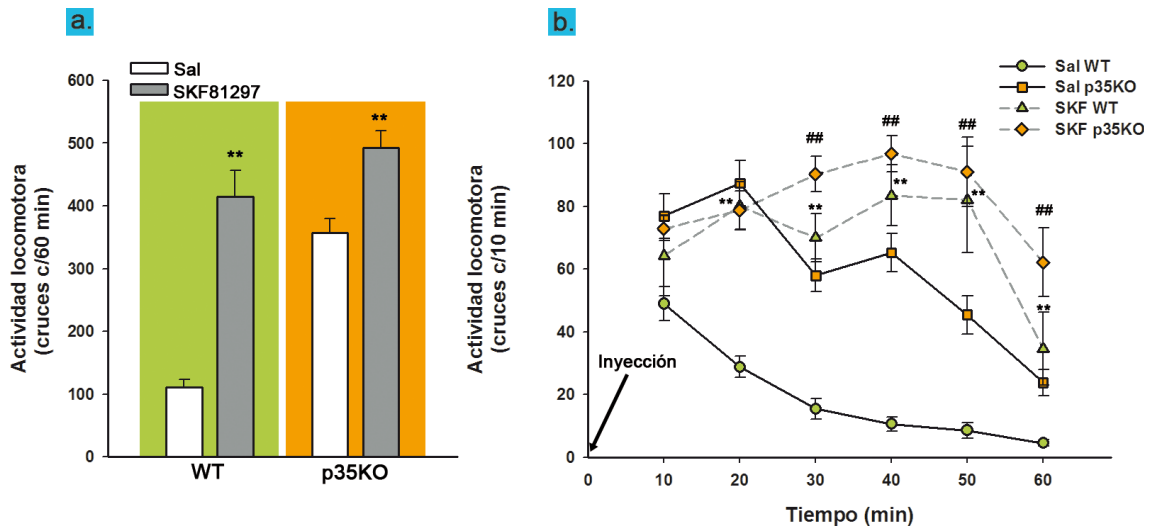 a.
Sal
SKF81297
Actividad locomotora
(cruces c/60 min)
600
500
400
300
200
100
0
**
**
WT
p35KO
b.
Sal WT
Sal p35KO
SKF WT
SKF p35KO
Actividad locomotora
(cruces c/10 min)
120
100
80
60
40
20
0
##
##
##
##
**
**
**
**
**
Inyección
0
10
20
30
40
50
60
Tiempo (min)